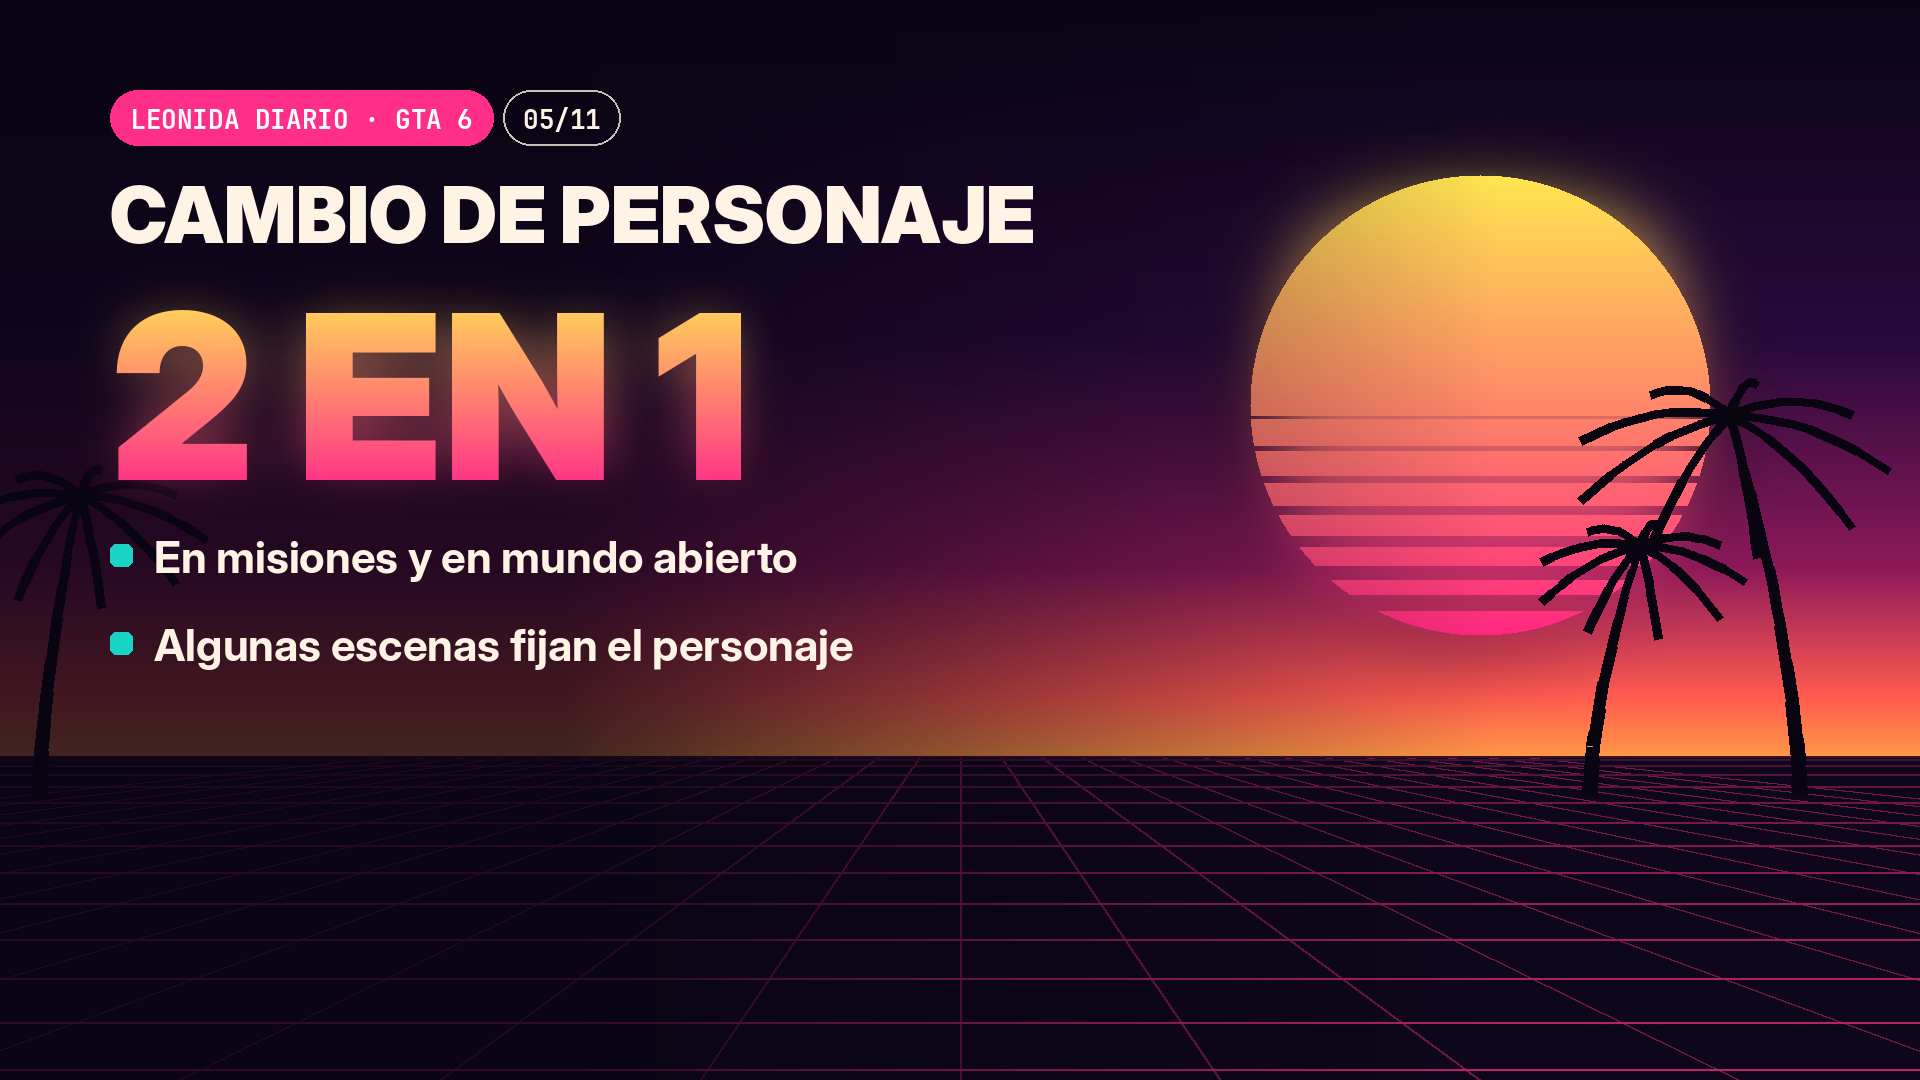 LEONIDA DIARIO · GTA 6
05/11
CAMBIO DE PERSONAJE
2 EN 1
En misiones y en mundo abierto
Algunas escenas fijan el personaje